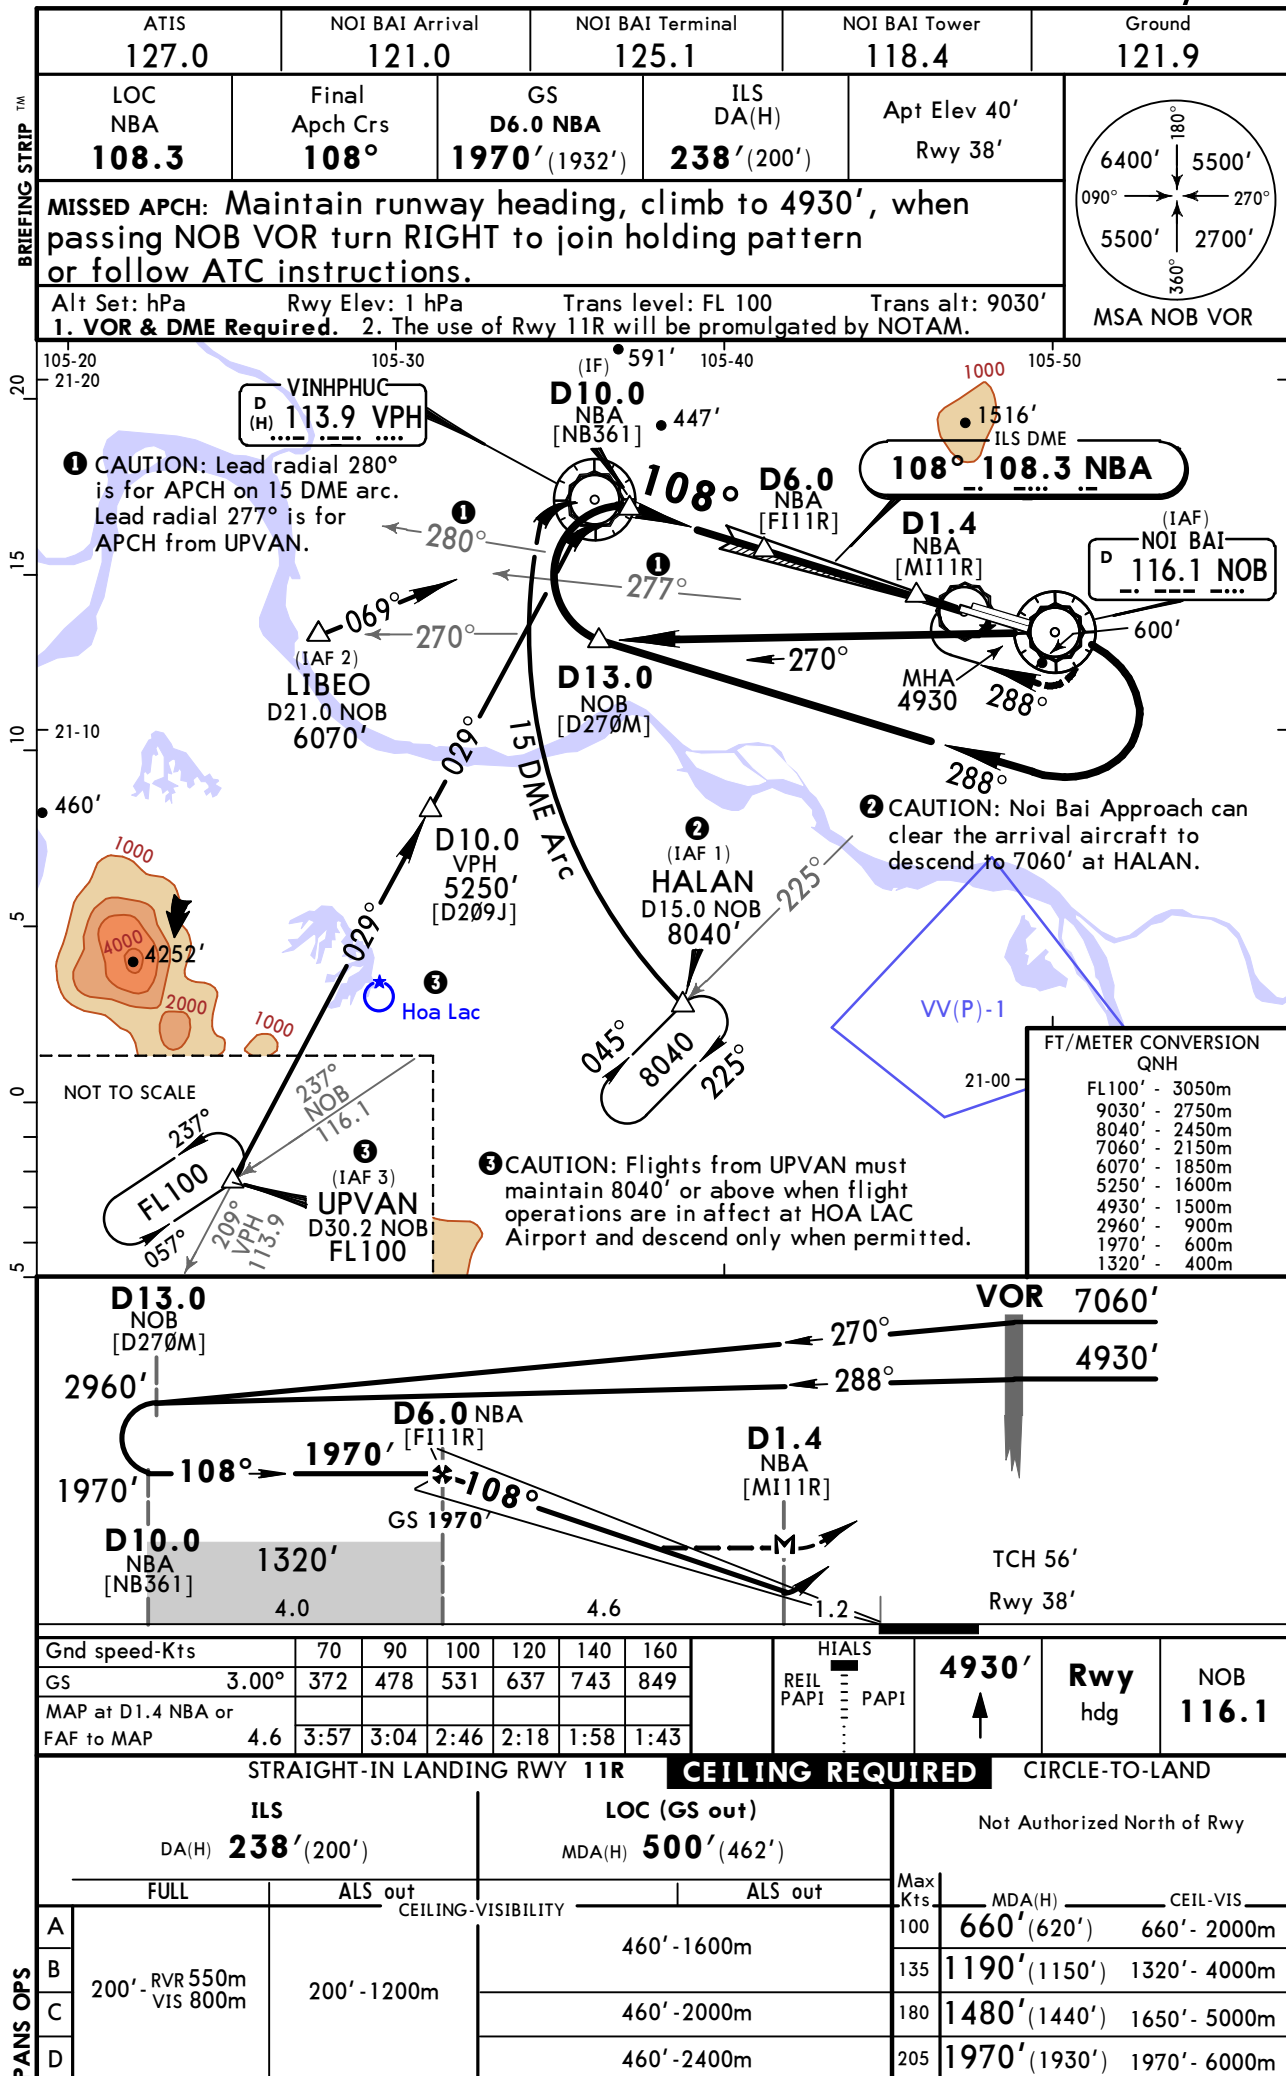 ATIS
127.0
NOI BAI Arrival
121.0
NOI BAI Terminal
125.1
NOI BAI Tower
118.4
Ground
121.9
BRIEFING STRIP TM
LOC
NBA
108.3
Final
Apch Crs
108°
GS
D6.0 NBA
1970' (1932')
ILS
DA(H)
238' (200')
Apt Elev 40'
Rwy 38'
MISSED APCH: Maintain runway heading, climb to 4930', when
passing NOB VOR turn RIGHT to join holding pattern
or follow ATC instructions.
Alt Set: hPa Rwy Elev: 1 hPa Trans level: FL 100 Trans alt: 9030'
1. VOR & DME Required. 2. The use of Rwy 11R will be promulgated by NOTAM.
180°
6400' 5500'
090° 270°
5500' 2700'
360°
MSA NOB VOR
105-20 105-30 105-40 105-50
20
21-20
15
10
21-10
5
0
5
21-00
591'
447'
1000
1516'
(IF)
D10.0
NBA
[NB361]
VINHPHUC
D
(H) 113.9 VPH
1 CAUTION: Lead radial 280°
is for APCH on 15 DME arc.
Lead radial 277° is for
APCH from UPVAN.
1
280°
108°
D6.0
NBA
[FI11R]
ILS DME
108° 108.3 NBA
D1.4
NBA
[MI11R]
(IAF)
NOI BAI
D 116.1 NOB
1
277°
069°
270°
(IAF 2)
LIBEO
D21.0 NOB
6070'
270°
600'
MHA
4930
288°
D13.0
NOB
[D270M]
288°
029°
15 DME Arc
460'
D10.0
VPH
5250'
[D209J]
029°
2
(IAF 1)
HALAN
D15.0 NOB
8040'
225°
2 CAUTION: Noi Bai Approach can
clear the arrival aircraft to
descend to 7060' at HALAN.
1000
4000
4252'
2000
1000
3
Hoa Lac
045°
8040
225°
VV(P)-1
NOT TO SCALE
237°
NOB
116.1
237°
FL100
057°
209°
VPH
113.9
3
(IAF 3)
UPVAN
D30.2 NOB
FL100
3 CAUTION: Flights from UPVAN must
maintain 8040' or above when flight
operations are in affect at HOA LAC
Airport and descend only when permitted.
FT/METER CONVERSION
QNH
FL100' - 3050m
9030' - 2750m
8040' - 2450m
7060' - 2150m
6070' - 1850m
5250' - 1600m
4930' - 1500m
2960' - 900m
1970' - 600m
1320' - 400m
D13.0
NOB
[D270M]
VOR 7060'
270°
4930'
288°
2960'
D6.0 NBA
[FI11R]
1970'
108°
1970'
108°
GS 1970'
D1.4
NBA
[MI11R]
M
D10.0
NBA
[NB361]
1320'
4.0
4.6
1.2
TCH 56'
Rwy 38'
Gnd speed-Kts 70 90 100 120 140 160
GS 3.00° 372 478 531 637 743 849
MAP at D1.4 NBA or
FAF to MAP 4.6 3:57 3:04 2:46 2:18 1:58 1:43
HIALS
REIL
PAPI
PAPI
4930'
Rwy
hdg
NOB
116.1
STRAIGHT-IN LANDING RWY 11R CEILING REQUIRED CIRCLE-TO-LAND
ILS
DA(H) 238' (200')
LOC (GS out)
MDA(H) 500' (462')
Not Authorized North of Rwy
FULL ALS out ALS out
CEILING-VISIBILITY
Max
Kts MDA(H) CEIL-VIS
PANS OPS
A
B
C
D
200'- RVR 550m
VIS 800m
200'-1200m
460'-1600m
460'-2000m
460'-2400m
100 660' (620') 660'- 2000m
135 1190' (1150') 1320'- 4000m
180 1480' (1440') 1650'- 5000m
205 1970' (1930') 1970'- 6000m